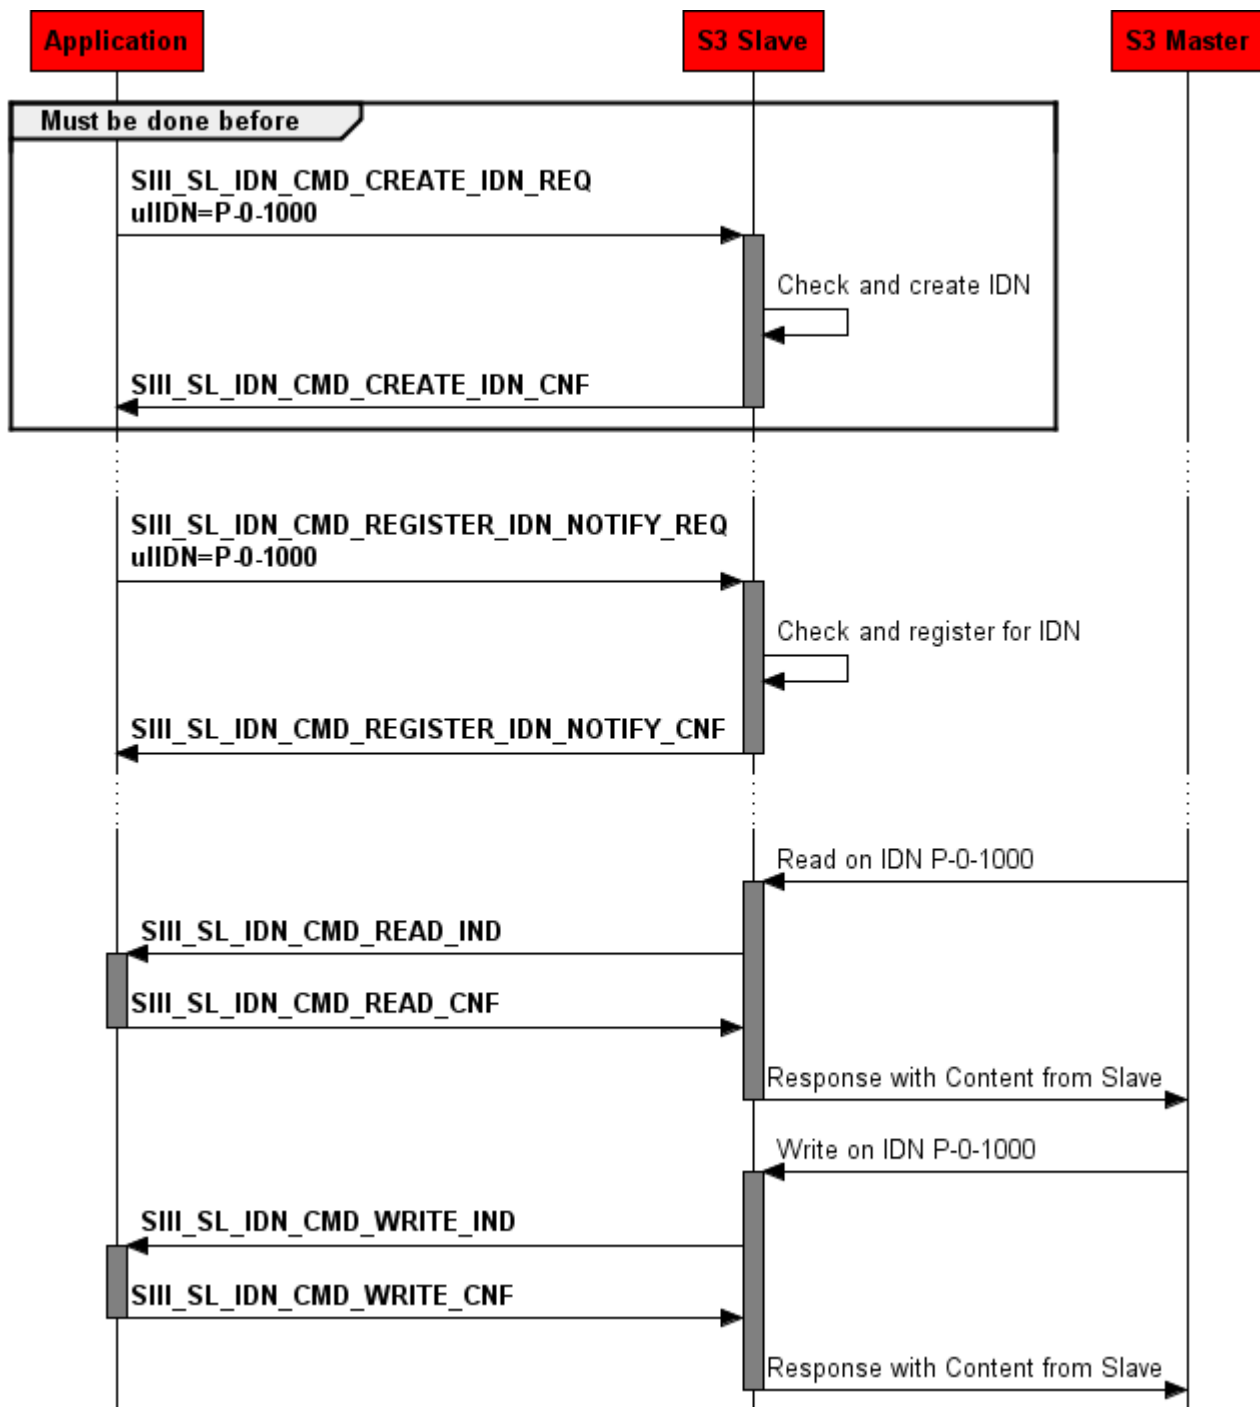 Application
S3 Slave
S3 Master
Must be done before
SIII_SL_IDN_CMD_CREATE_IDN_REQ
ulIDN=P-0-1000
Check and create IDN
SIII_SL_IDN_CMD_CREATE_IDN_CNF
SIII_SL_IDN_CMD_REGISTER_IDN_NOTIFY_REQ
ulIDN=P-0-1000
Check and register for IDN
SIII_SL_IDN_CMD_REGISTER_IDN_NOTIFY_CNF
Read on IDN P-0-1000
SIII_SL_IDN_CMD_READ_IND
SIII_SL_IDN_CMD_READ_CNF
Response with Content from Slave
Write on IDN P-0-1000
SIII_SL_IDN_CMD_WRITE_IND
SIII_SL_IDN_CMD_WRITE_CNF
Response with Content from Slave